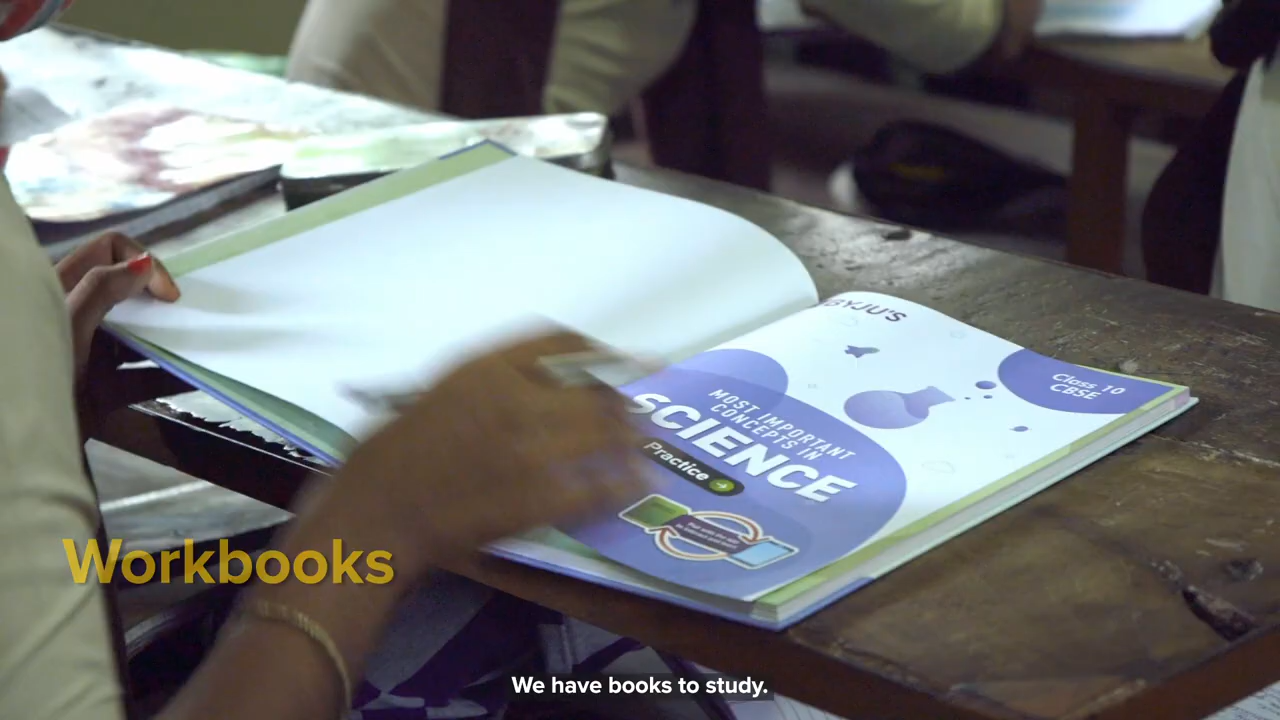 BYJU'S
Class 10
CBSE
MOST IMPORTANT
CONCEPTS IN
SCIENCE
Practice
Workbooks
We have books to study.